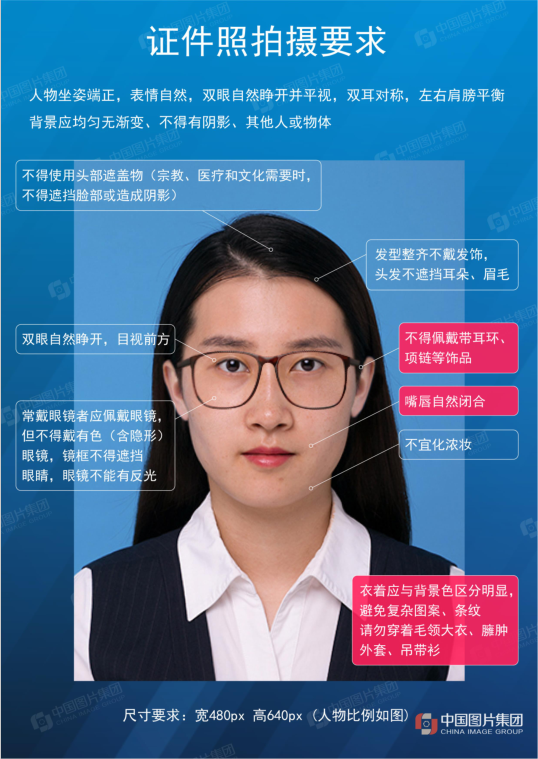 证件照拍摄要求
人物坐姿端正，表情自然，双眼自然睁开并平视，双耳对称，左右肩膀平衡
背景应均匀无渐变、不得有阴影、其他人或物体
不得使用头部遮盖物（宗教、医疗和文化需要时，
不得遮挡脸部或造成阴影）
发型整齐不戴发饰，
头发不遮挡耳朵、眉毛
双眼自然睁开，目视前方
不得佩戴带耳环、
项链等饰品
嘴唇自然闭合
常戴眼镜者应佩戴眼镜，
但不得戴有色（含隐形）
眼镜，镜框不得遮挡
眼睛，眼镜不能有反光
不宜化浓妆
衣着应与背景色区分明显，
避免复杂图案、条纹
请勿穿着毛领大衣、臃肿
外套、吊带衫
尺寸要求：宽480px 高640px (人物比例如图)
中国图片集团
CHINA IMAGE GROUP